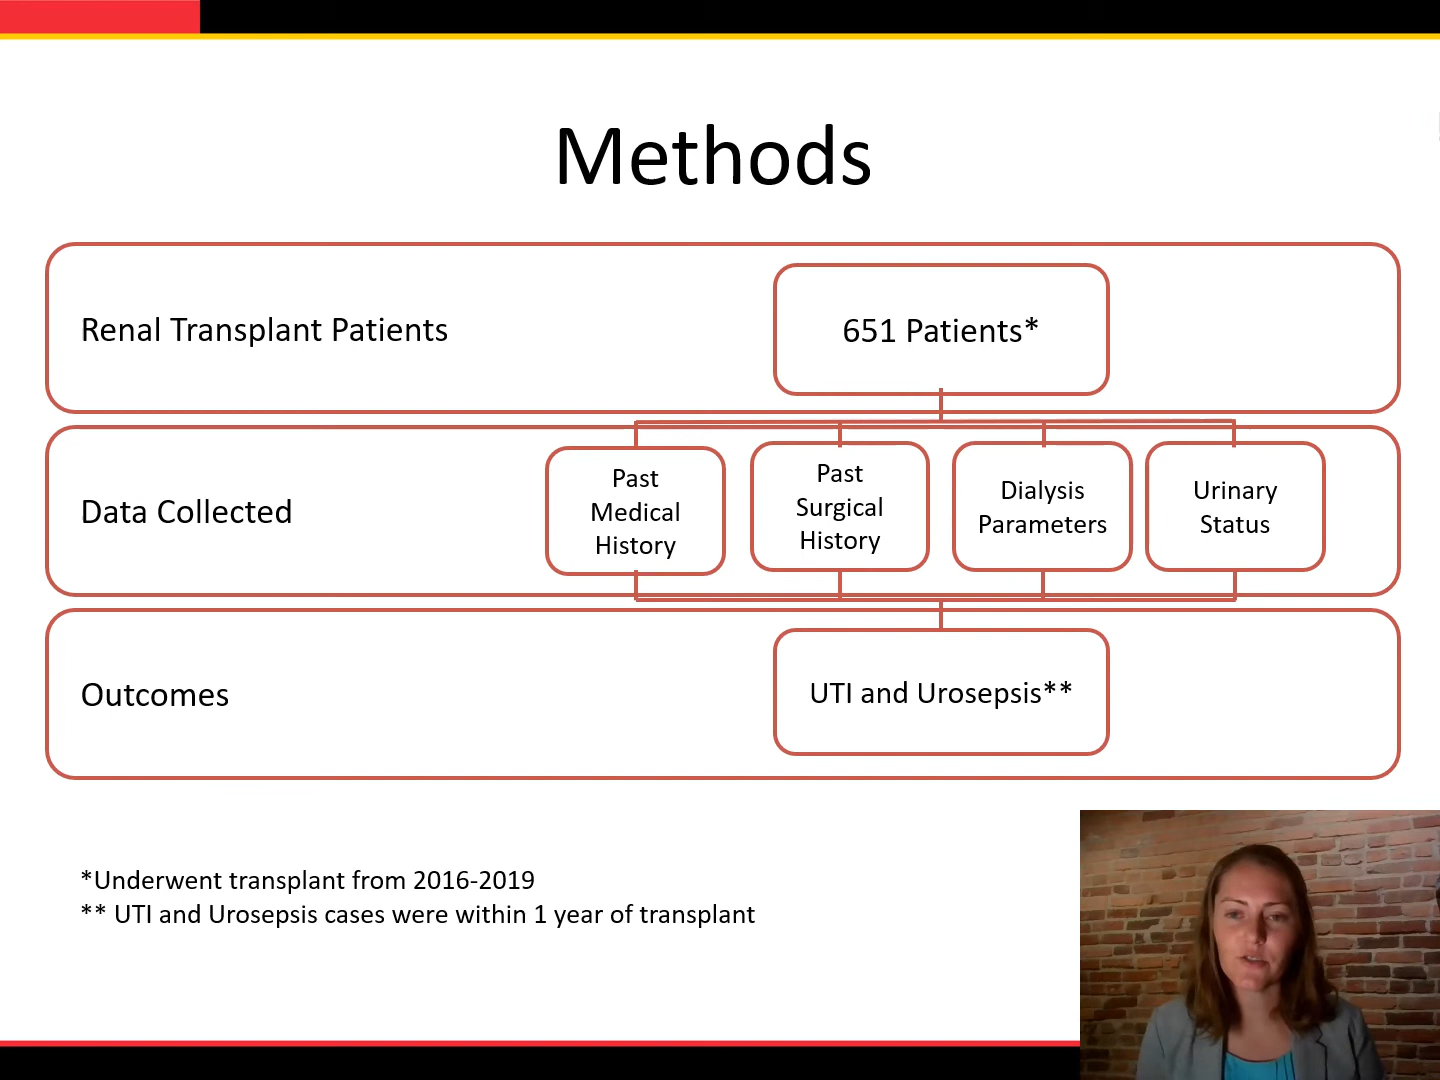 Methods
Renal Transplant Patients
651 Patients*
Data Collected
Past
Medical
History
Past
Surgical
History
Dialysis
Parameters
Urinary
Status
Outcomes
UTI and Urosepsis**
*Underwent transplant from 2016-2019
** UTI and Urosepsis cases were within 1 year of transplant